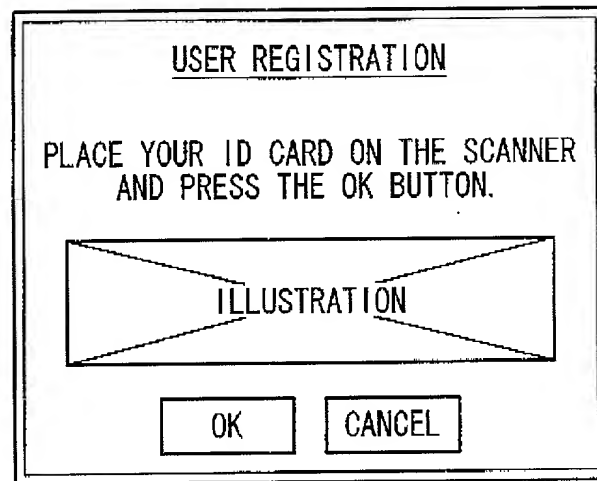 USER REGISTRATION
PLACE YOUR ID CARD ON THE SCANNER
AND PRESS THE OK BUTTON.
ILLUSTRATION
OK
CANCEL